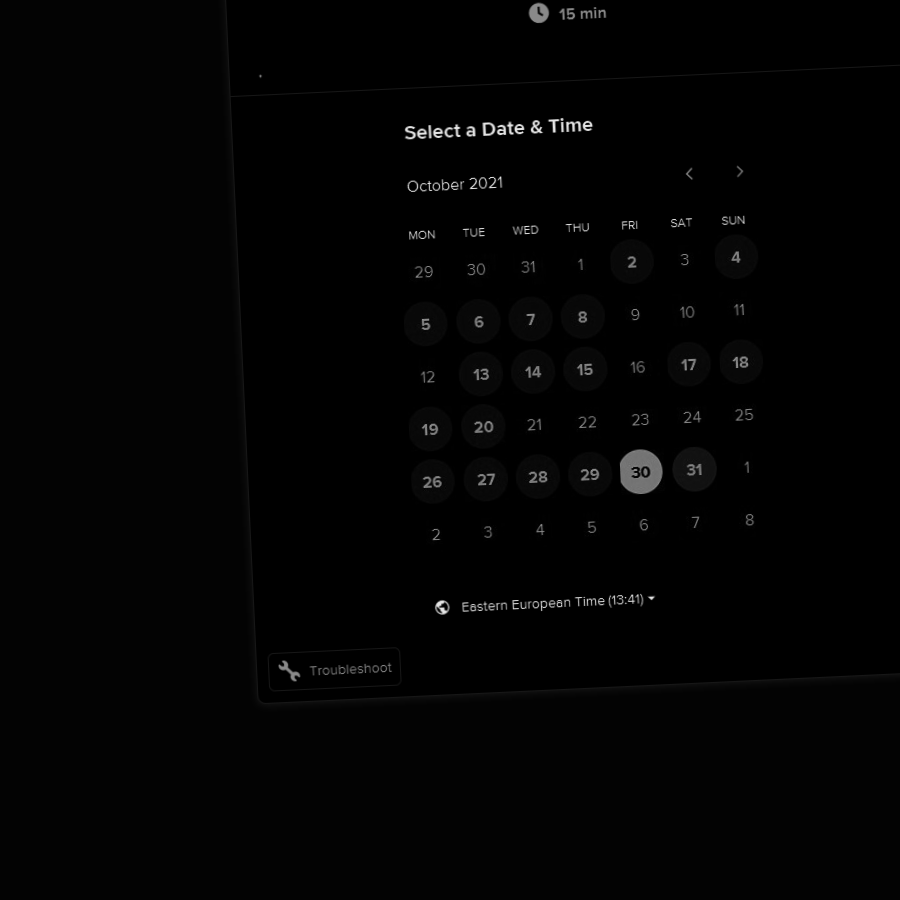 15 min
Select a Date & Time
October 2021
MON TUE WED THU FRI SAT SUN
29 30 31 1 2 3 4
5 6 7 8 9 10 11
12 13 14 15 16 17 18
19 20 21 22 23 24 25
26 27 28 29 30 31 1
2 3 4 5 6 7 8
Eastern European Time (13:41)
Troubleshoot